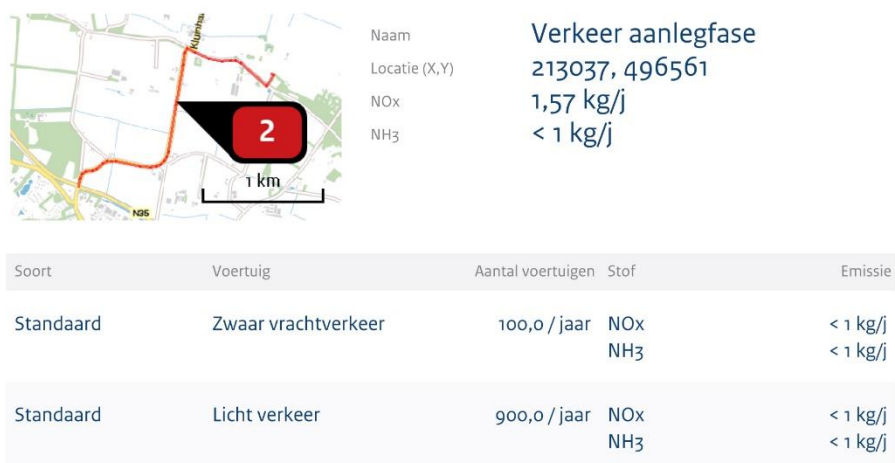 Kleinha
2
1 km
N35
Naam Verkeer aanlegfase
Locatie (X,Y) 213037, 496561
NOx 1,57 kg/j
NH3 < 1 kg/j
Soort Voertuig Aantal voertuigen Stof Emissie
Standaard Zwaar vrachtverkeer 100,0 / jaar NOx < 1 kg/j
NH3 < 1 kg/j
Standaard Licht verkeer 900,0 / jaar NOx < 1 kg/j
NH3 < 1 kg/j